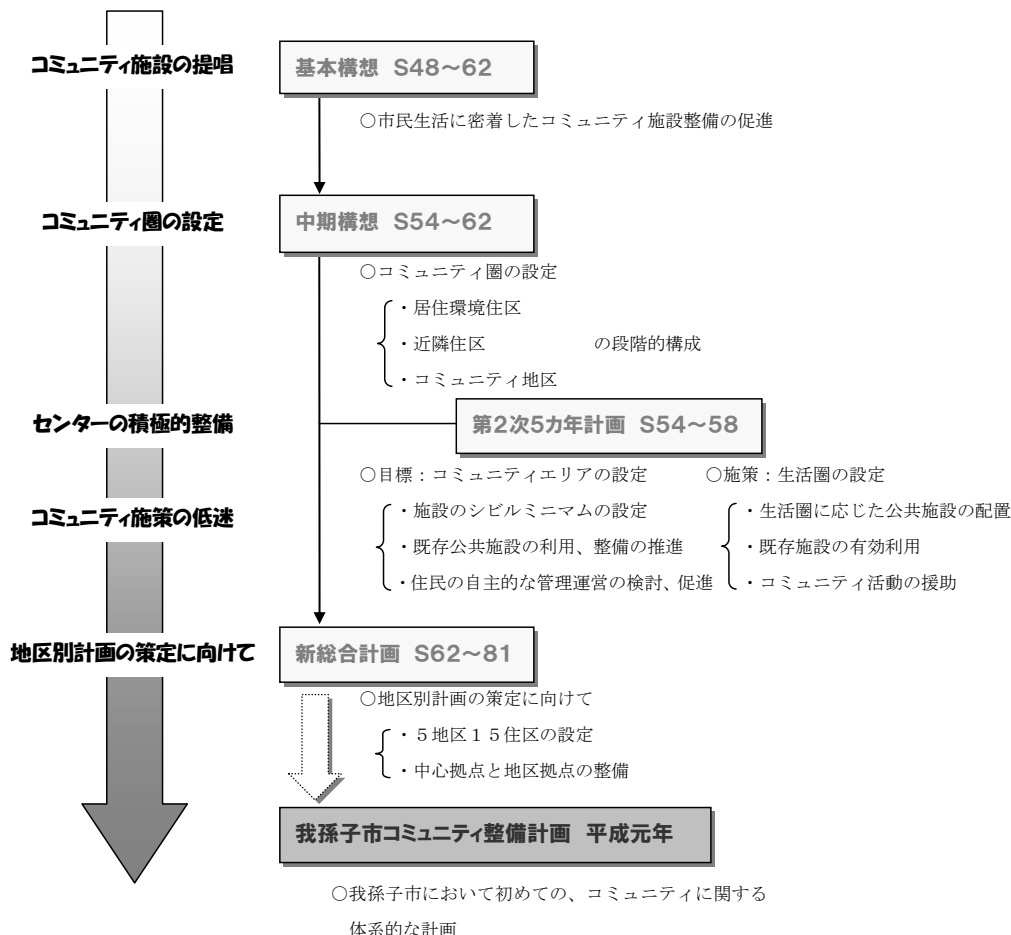 コミュニティ施設の提唱
基本構想 S48～62
○市民生活に密着したコミュニティ施設整備の促進
コミュニティ圏の設定
中期構想 S54～62
○コミュニティ圏の設定
・居住環境住区
・近隣住区 の段階的構成
・コミュニティ地区
センターの積極的整備
第2次5カ年計画 S54～58
○目標：コミュニティエリアの設定 ○施策：生活圏の設定
コミュニティ施策の低迷
・施設のシビルミニマムの設定 ・生活圏に応じた公共施設の配置
・既存公共施設の利用、整備の推進 ・既存施設の有効利用
・住民の自主的な管理運営の検討、促進 ・コミュニティ活動の援助
地区別計画の策定に向けて
新総合計画 S62～81
○地区別計画の策定に向けて
・５地区１５住区の設定
・中心拠点と地区拠点の整備
我孫子市コミュニティ整備計画 平成元年
○我孫子市において初めての、コミュニティに関する
体系的な計画